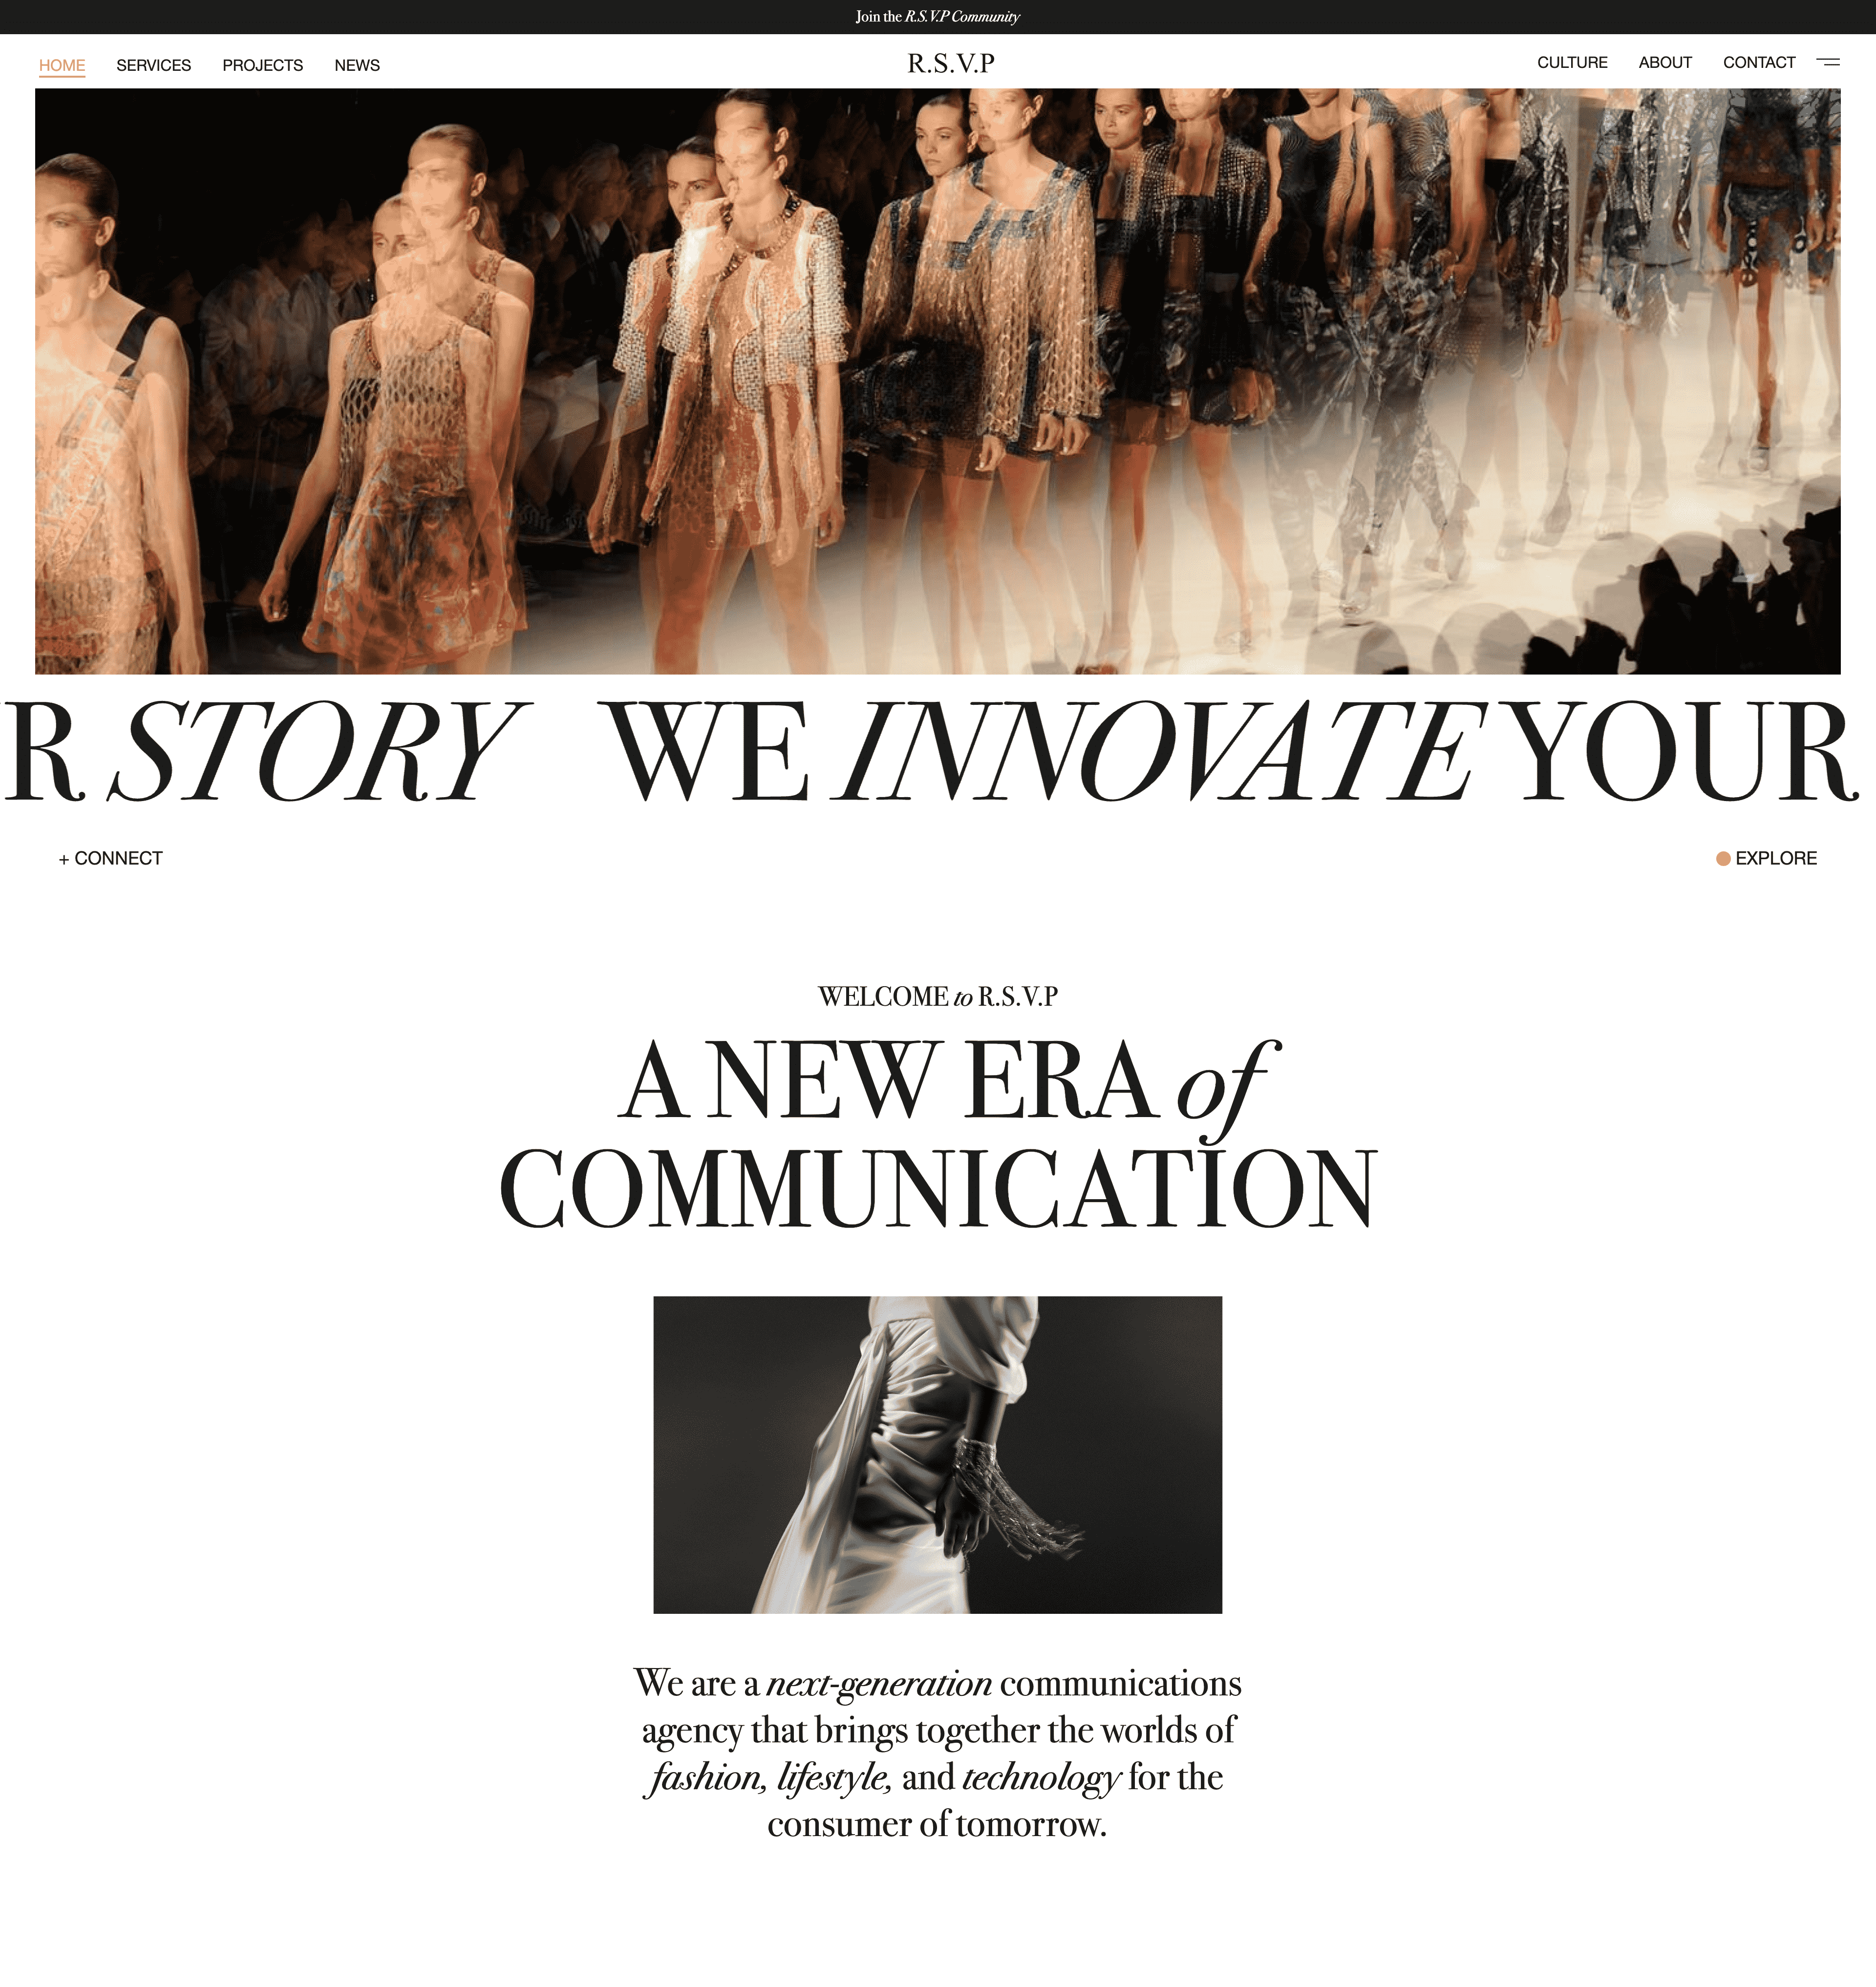 Join the R.S.V.P Community
HOME SERVICES PROJECTS NEWS R.S.V.P CULTURE ABOUT CONTACT
R STORY WE INNOVATE YOUR
+ CONNECT EXPLORE
WELCOME to R.S.V.P
A NEW ERA of
COMMUNICATION
We are a next-generation communications
agency that brings together the worlds of
fashion, lifestyle, and technology for the
consumer of tomorrow.